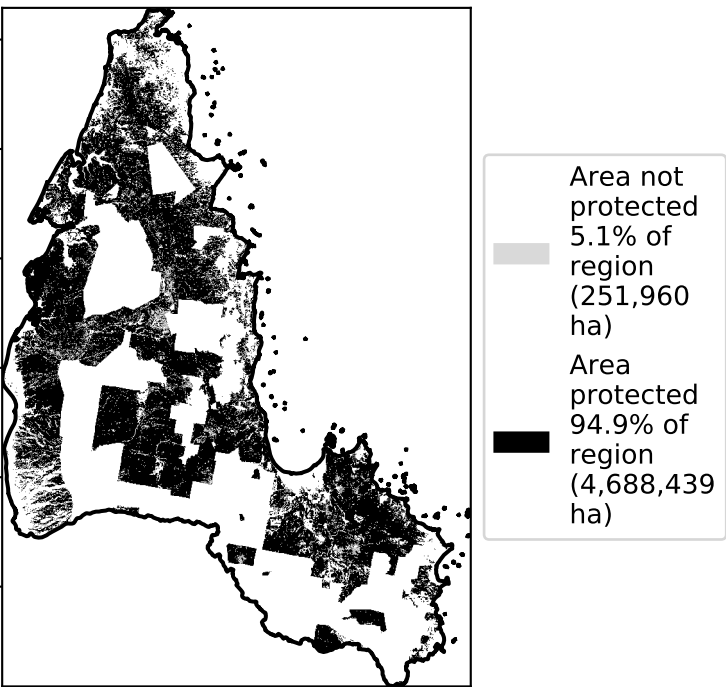 Area not
protected
5.1% of
region
(251,960
ha)
Area
protected
94.9% of
region
(4,688,439
ha)